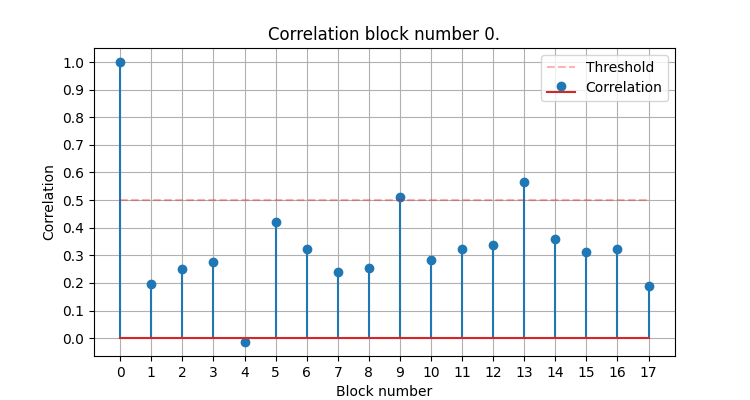 Correlation block number 0.
1.0
0.9
0.8
0.7
0.6
0.5
0.4
0.3
0.2
0.1
0.0
Correlation
Threshold
Correlation
0 1 2 3 4 5 6 7 8 9 10 11 12 13 14 15 16 17
Block number